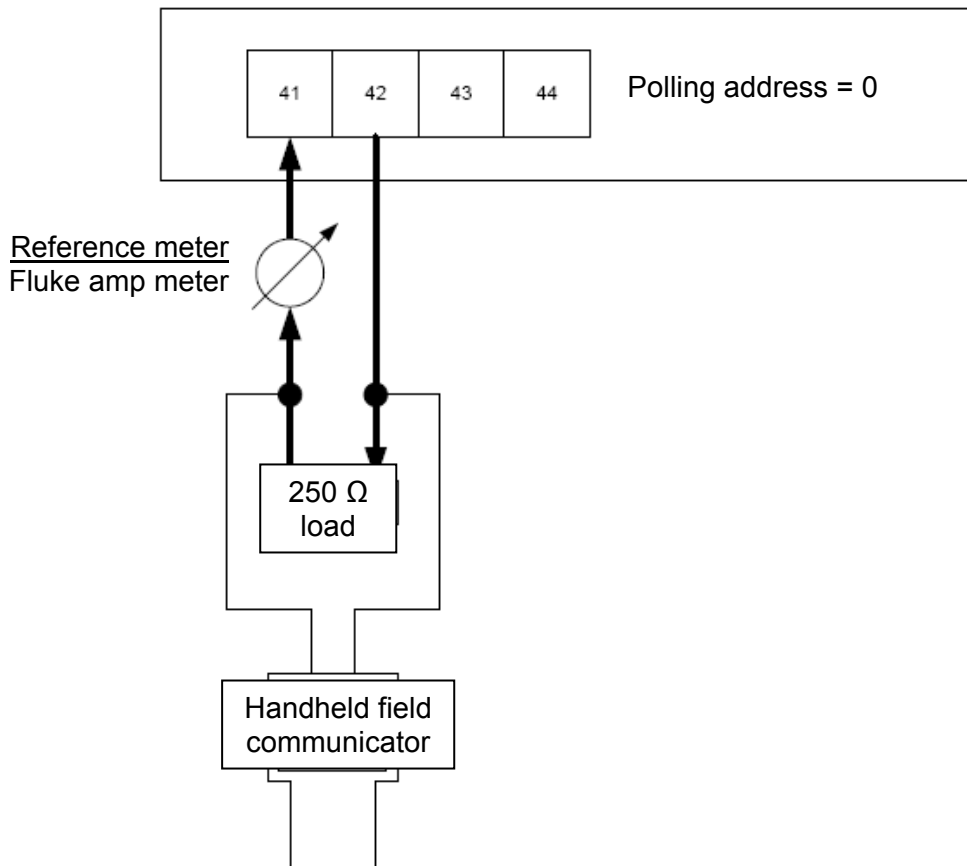 41 42 43 44
Polling address = 0
Reference meter
Fluke amp meter
250 Ω
load
Handheld field
communicator